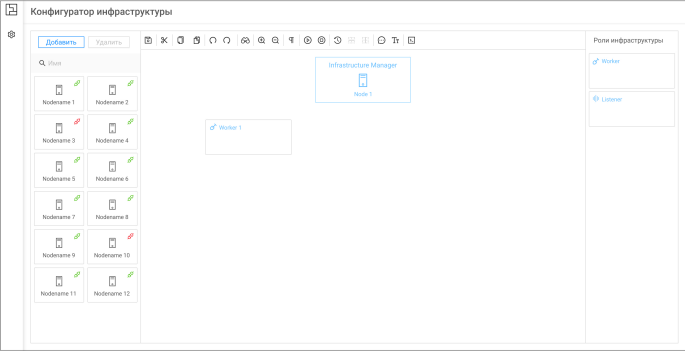 Конфигуратор инфраструктуры
Добавить Удалить
Имя
Nodename 1 Nodename 2
Nodename 3 Nodename 4
Nodename 5 Nodename 6
Nodename 7 Nodename 8
Nodename 9 Nodename 10
Nodename 11 Nodename 12
¶ Tт
Infrastructure Manager
Node 1
Worker 1
Роли инфраструктуры
Worker
Listener